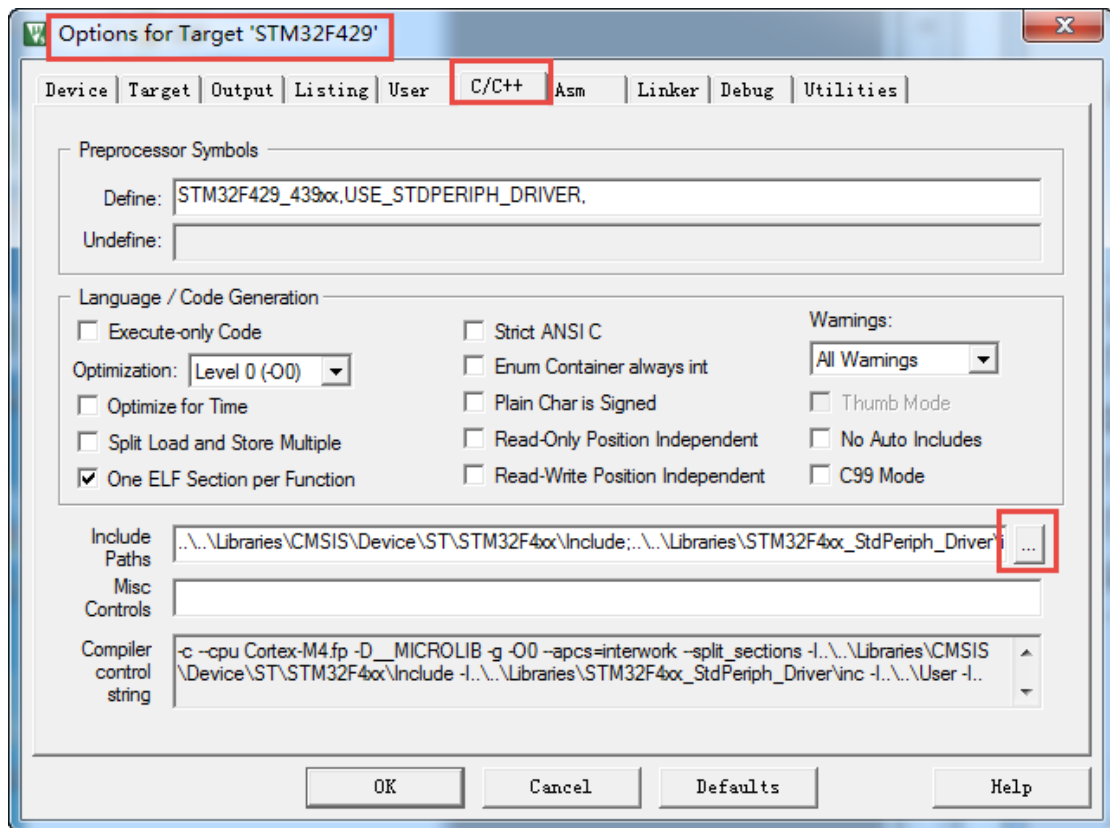 Options for Target 'STM32F429'
Device Target Output Listing User C/C++ Asm Linker Debug Utilities
Preprocessor Symbols
Define: STM32F429_439xx,USE_STDPERIPH_DRIVER,
Undefine:
Language / Code Generation
Execute-only Code Strict ANSI C Warnings:
Optimization: Level 0 (-O0) Enum Container always int All Warnings
Optimize for Time Plain Char is Signed Thumb Mode
Split Load and Store Multiple Read-Only Position Independent No Auto Includes
One ELF Section per Function Read-Write Position Independent C99 Mode
Include ..\..\Libraries\CMSIS\Device\ST\STM32F4xx\Include;..\..\Libraries\STM32F4xx_StdPeriph_Driver\i ...
Paths
Misc
Controls
Compiler -c --cpu Cortex-M4.fp -D__MICROLIB -g -O0 --apcs=interwork --split_sections -I..\..\Libraries\CMSIS
control \Device\ST\STM32F4xx\Include -I..\..\Libraries\STM32F4xx_StdPeriph_Driver\inc -I..\..\User -I..
string
OK Cancel Defaults Help